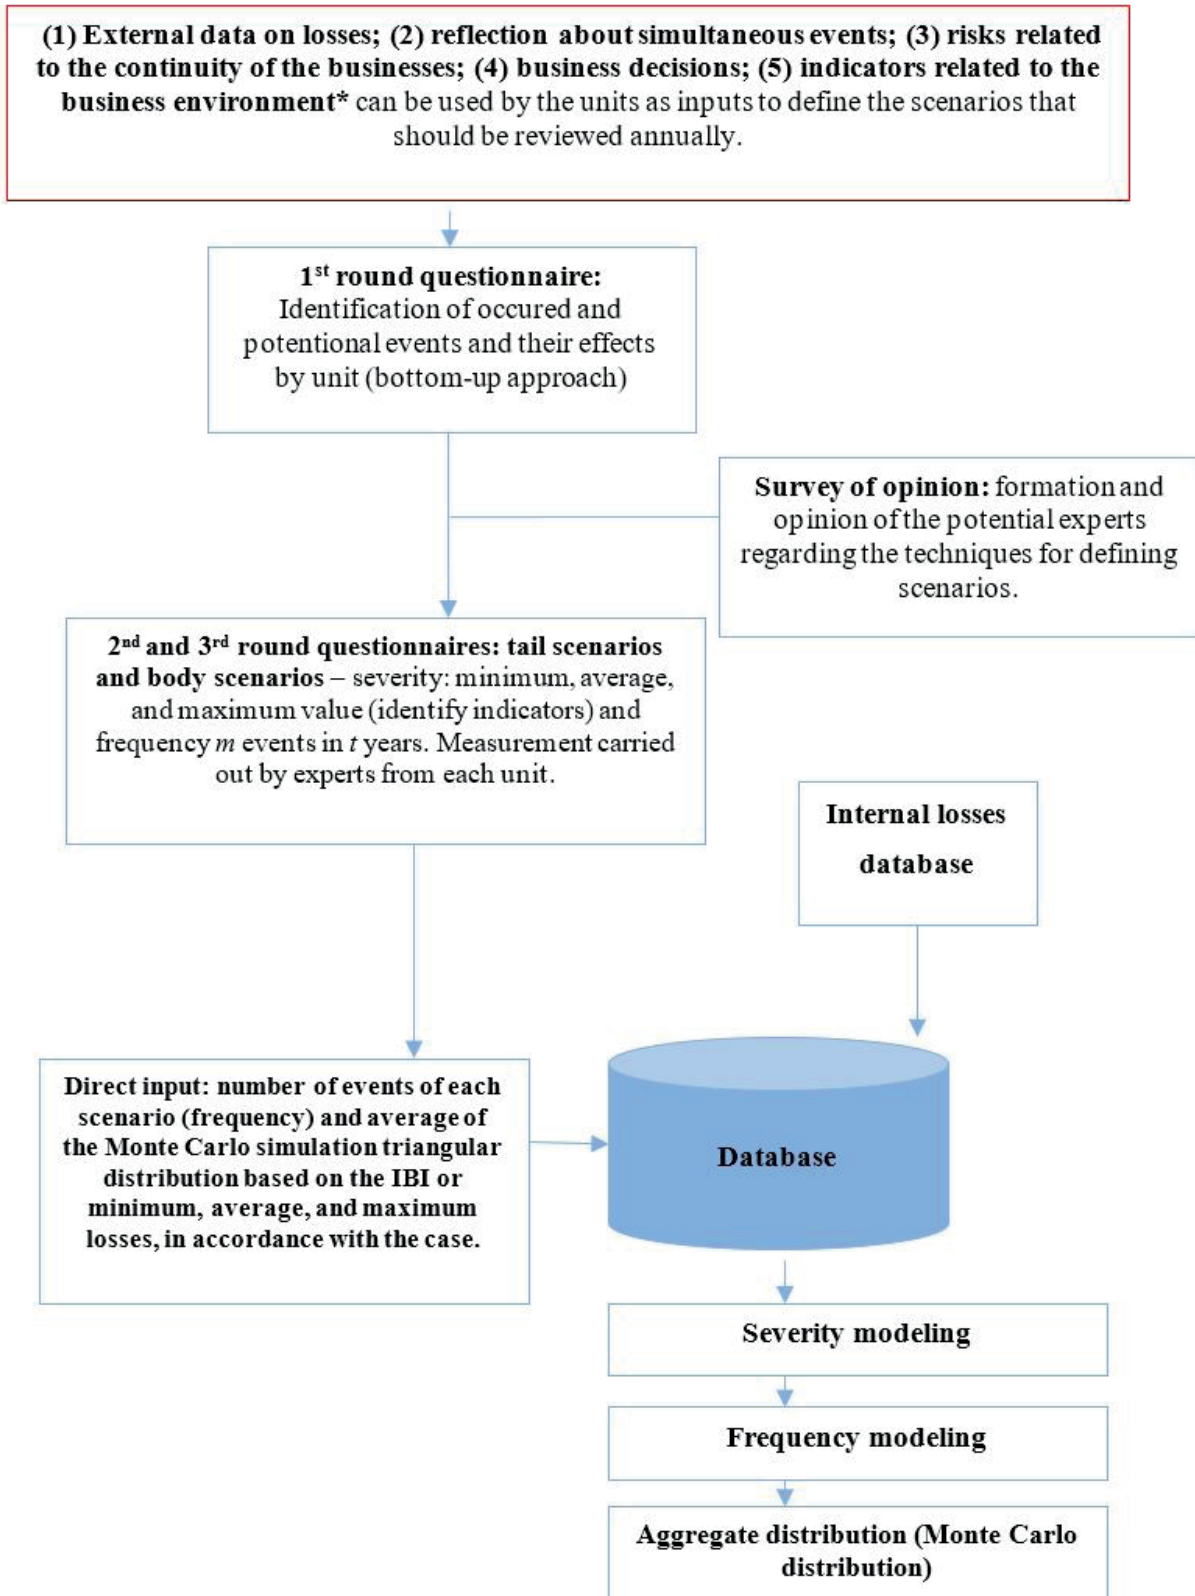 (1) External data on losses; (2) reflection about simultaneous events; (3) risks related
to the continuity of the businesses; (4) business decisions; (5) indicators related to the
business environment* can be used by the units as inputs to define the scenarios that
should be reviewed annually.
1st round questionnaire:
Identification of occured and
potentional events and their effects
by unit (bottom-up approach)
Survey of opinion: formation and
opinion of the potential experts
regarding the techniques for defining
scenarios.
2nd and 3rd round questionnaires: tail scenarios
and body scenarios – severity: minimum, average,
and maximum value (identify indicators) and
frequency m events in t years. Measurement carried
out by experts from each unit.
Internal losses
database
Direct input: number of events of each
scenario (frequency) and average of
the Monte Carlo simulation triangular
distribution based on the IBI or
minimum, average, and maximum
losses, in accordance with the case.
Database
Severity modeling
Frequency modeling
Aggregate distribution (Monte Carlo
distribution)